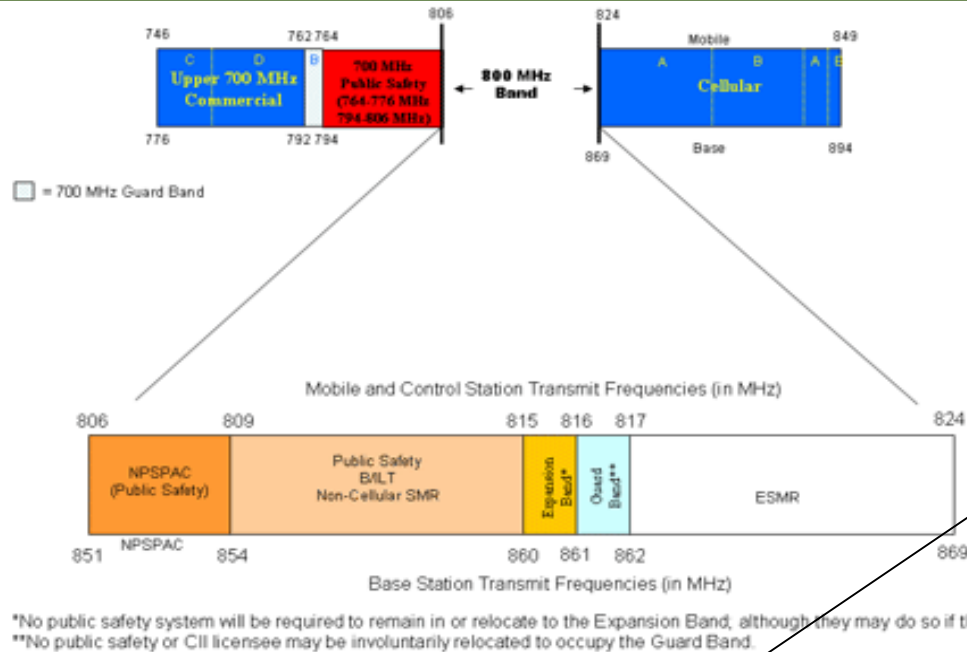 806
824
746
762 764
Mobile
849
C
D
B
A
B
A
B
Upper 700 MHz
Commercial
700 MHz
Public Safety
(764-776 MHz
794-806 MHz)
800 MHz
Band
Cellular
776
792 794
869
Base
894
= 700 MHz Guard Band
Mobile and Control Station Transmit Frequencies (in MHz)
806
809
815
816
817
824
NPSPAC
(Public Safety)
Public Safety
B/ILT
Non-Cellular SMR
Expansion
Band*
Guard
Band**
ESMR
NPSPAC
851
854
860
861
862
869
Base Station Transmit Frequencies (in MHz)
*No public safety system will be required to remain in or relocate to the Expansion Band, although they may do so if
**No public safety or CII licensee may be involuntarily relocated to occupy the Guard Band.